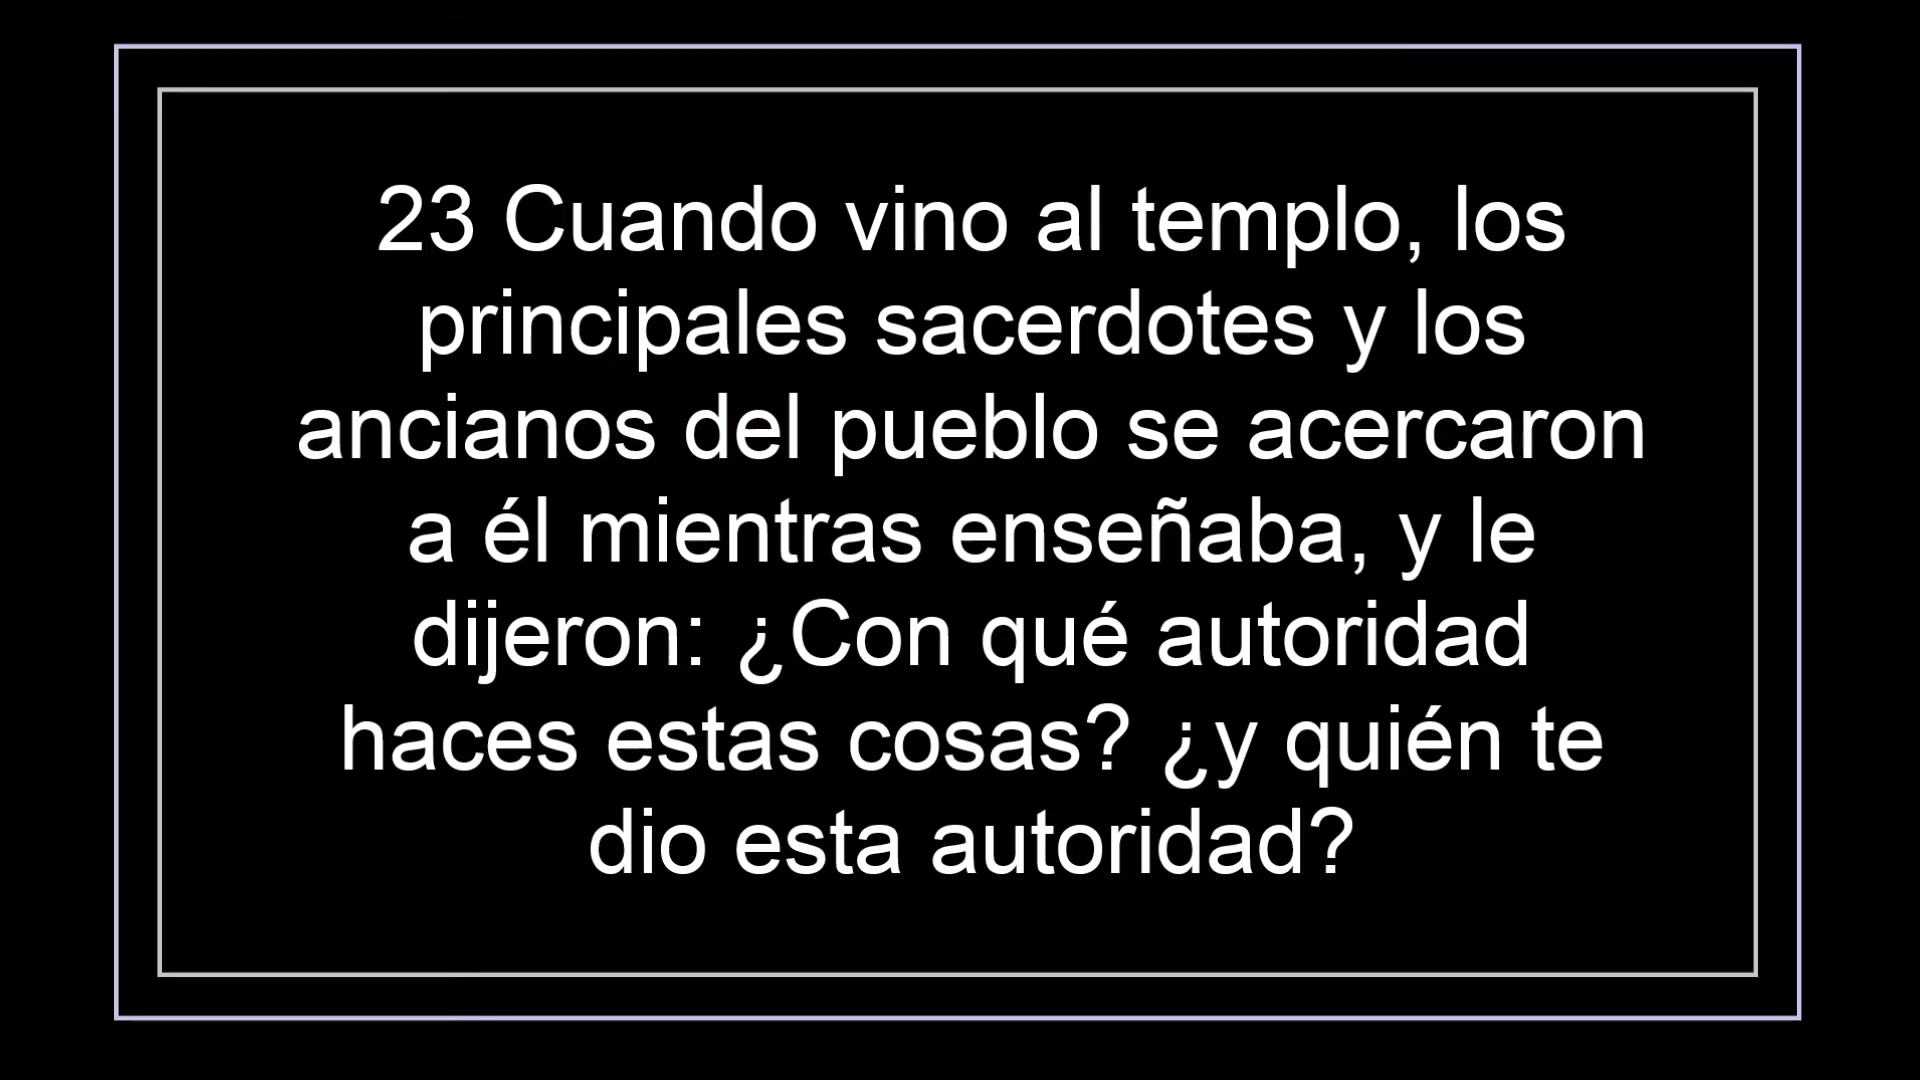 23 Cuando vino al templo, los
principales sacerdotes y los
ancianos del pueblo se acercaron
a él mientras enseñaba, y le
dijeron: ¿Con qué autoridad
haces estas cosas? ¿y quién te
dio esta autoridad?